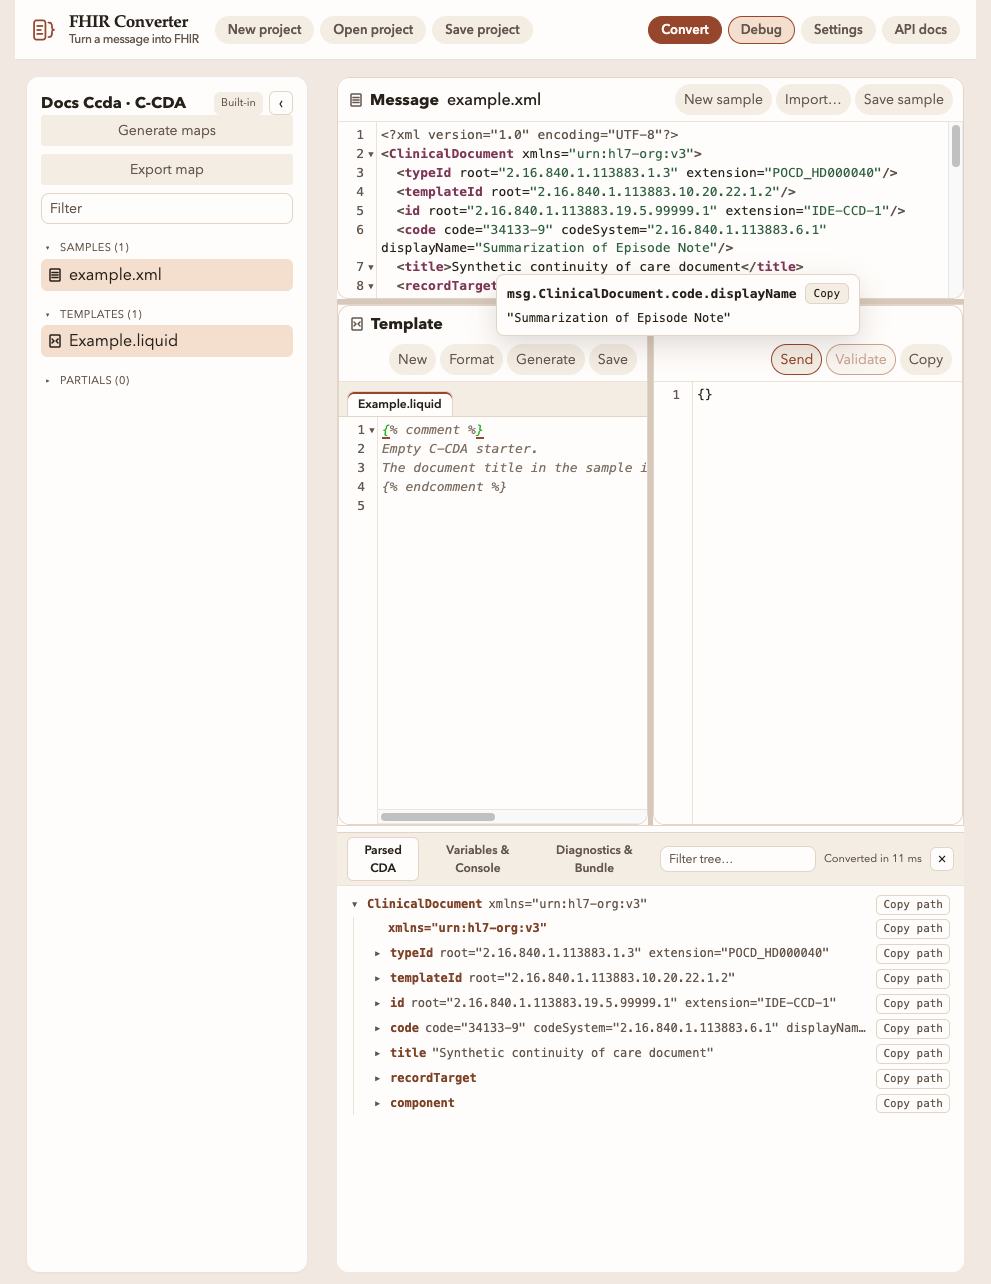 FHIR Converter
Turn a message into FHIR
New project
Open project
Save project
Convert
Debug
Settings
API docs
Docs Ccda · C-CDA
Built-in
‹
Generate maps
Export map
Filter
▾ SAMPLES (1)
example.xml
▾ TEMPLATES (1)
Example.liquid
▸ PARTIALS (0)
Message example.xml
New sample
Import…
Save sample
1 <?xml version="1.0" encoding="UTF-8"?>
2 ▾ <ClinicalDocument xmlns="urn:hl7-org:v3">
3 <typeId root="2.16.840.1.113883.1.3" extension="POCD_HD000040"/>
4 <templateId root="2.16.840.1.113883.10.20.22.1.2"/>
5 <id root="2.16.840.1.113883.19.5.99999.1" extension="IDE-CCD-1"/>
6 <code code="34133-9" codeSystem="2.16.840.1.113883.6.1"
displayName="Summarization of Episode Note"/>
7 ▾ <title>Synthetic continuity of care document</title>
8 ▾ <recordTarget
msg.ClinicalDocument.code.displayName
Copy
"Summarization of Episode Note"
Template
New
Format
Generate
Save
Example.liquid
1 ▾ {% comment %}
2 Empty C-CDA starter.
3 The document title in the sample i
4 {% endcomment %}
5
Send
Validate
Copy
1 {}
Parsed
CDA
Variables &
Console
Diagnostics &
Bundle
Filter tree…
Converted in 11 ms
×
▾ ClinicalDocument xmlns="urn:hl7-org:v3" Copy path
xmlns="urn:hl7-org:v3" Copy path
▸ typeId root="2.16.840.1.113883.1.3" extension="POCD_HD000040" Copy path
▸ templateId root="2.16.840.1.113883.10.20.22.1.2" Copy path
▸ id root="2.16.840.1.113883.19.5.99999.1" extension="IDE-CCD-1" Copy path
▸ code code="34133-9" codeSystem="2.16.840.1.113883.6.1" displayNam… Copy path
▸ title "Synthetic continuity of care document" Copy path
▸ recordTarget Copy path
▸ component Copy path